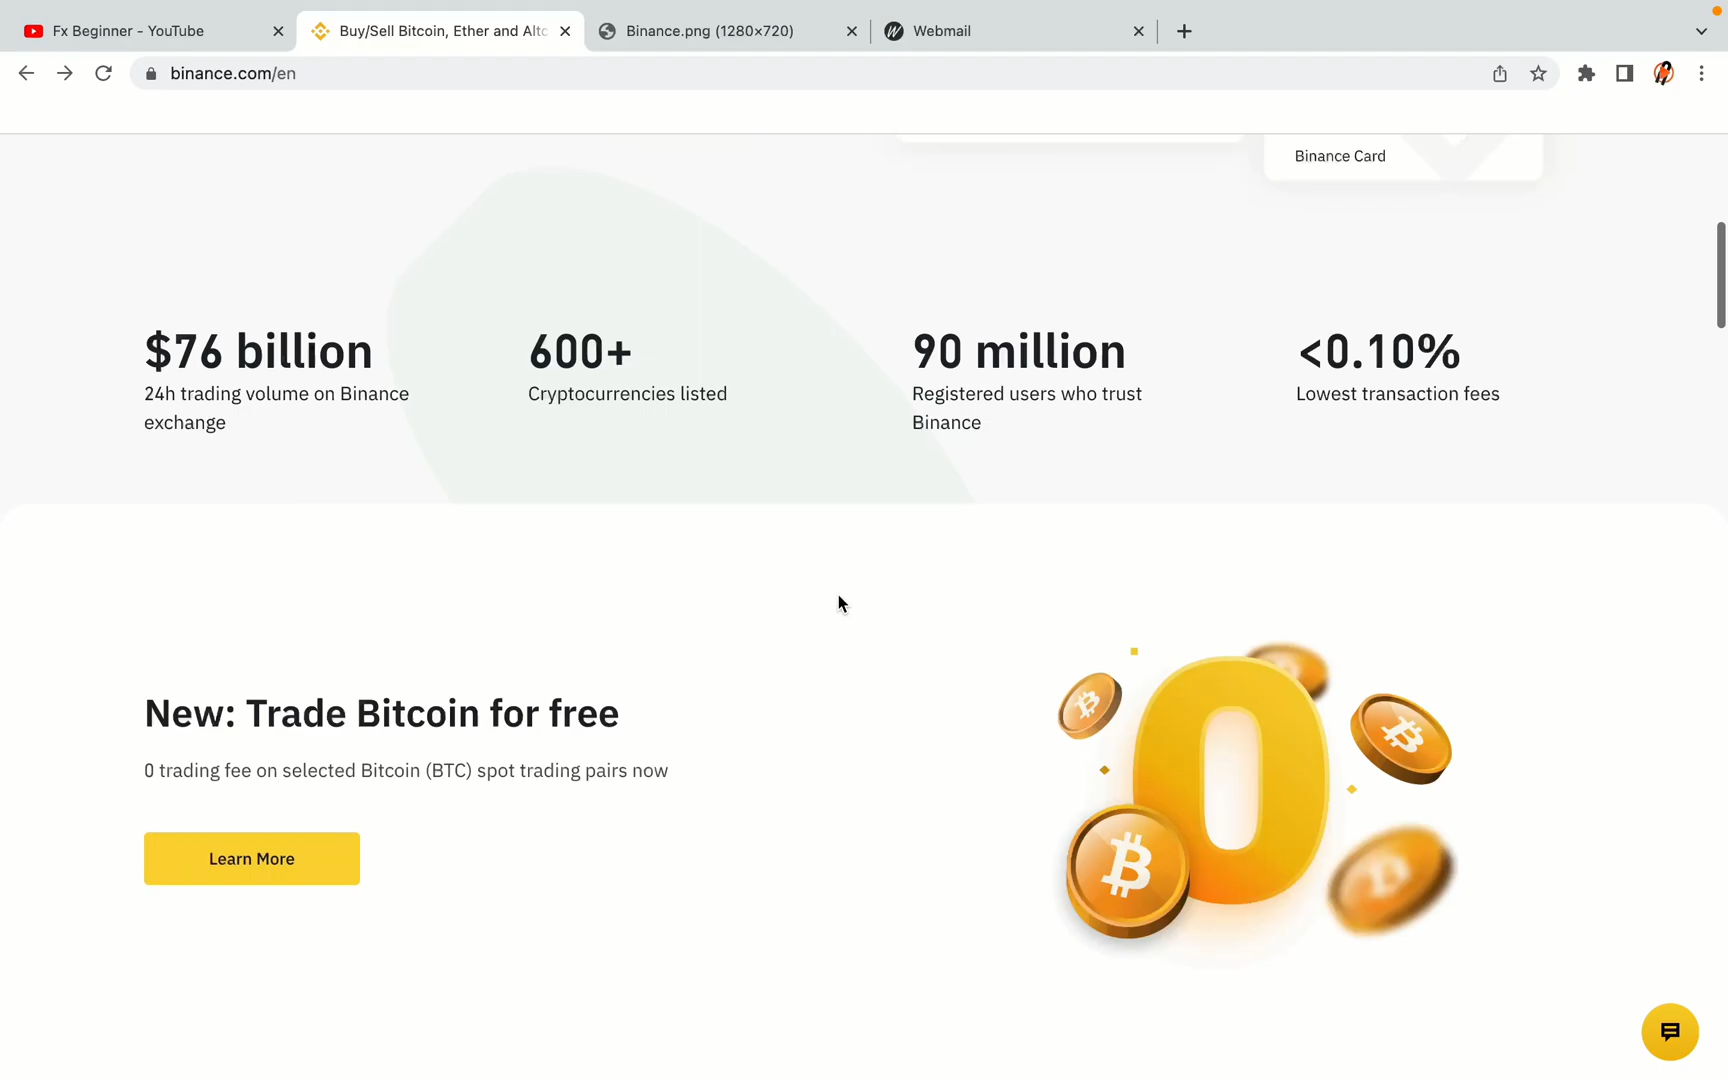 Fx Beginner - YouTube
Buy/Sell Bitcoin, Ether and Altc
Binance.png (1280×720)
Webmail
binance.com/en
Binance Card
$76 billion
24h trading volume on Binance
exchange
600+
Cryptocurrencies listed
90 million
Registered users who trust
Binance
<0.10%
Lowest transaction fees
New: Trade Bitcoin for free
0 trading fee on selected Bitcoin (BTC) spot trading pairs now
Learn More
0